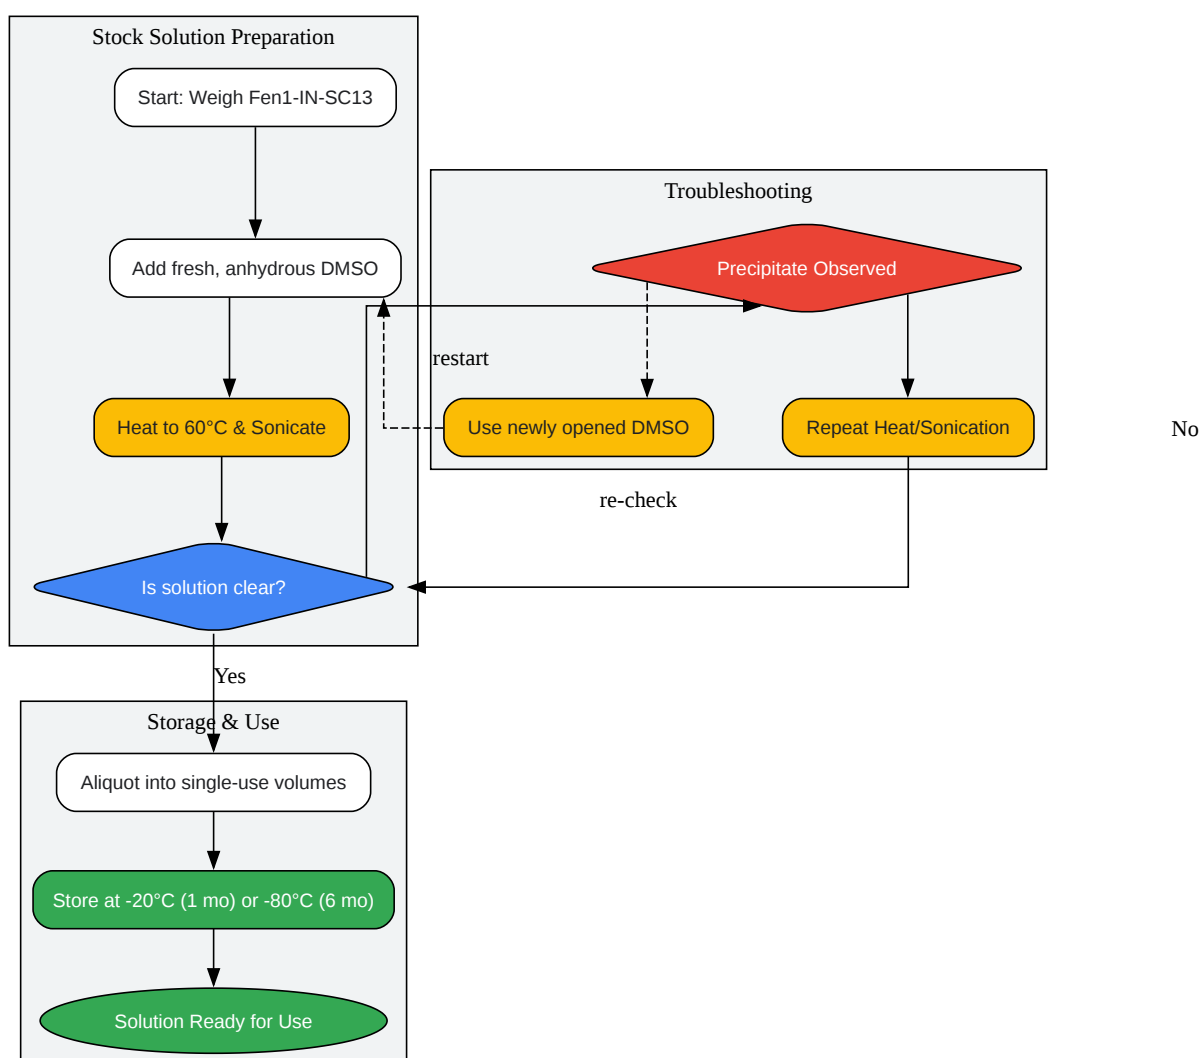 Stock Solution Preparation
Start: Weigh Fen1-IN-SC13
Troubleshooting
Add fresh, anhydrous DMSO
Precipitate Observed
restart
Heat to 60°C & Sonicate
Use newly opened DMSO
Repeat Heat/Sonication
No
re-check
Is solution clear?
Yes
Storage & Use
Aliquot into single-use volumes
Store at -20°C (1 mo) or -80°C (6 mo)
Solution Ready for Use